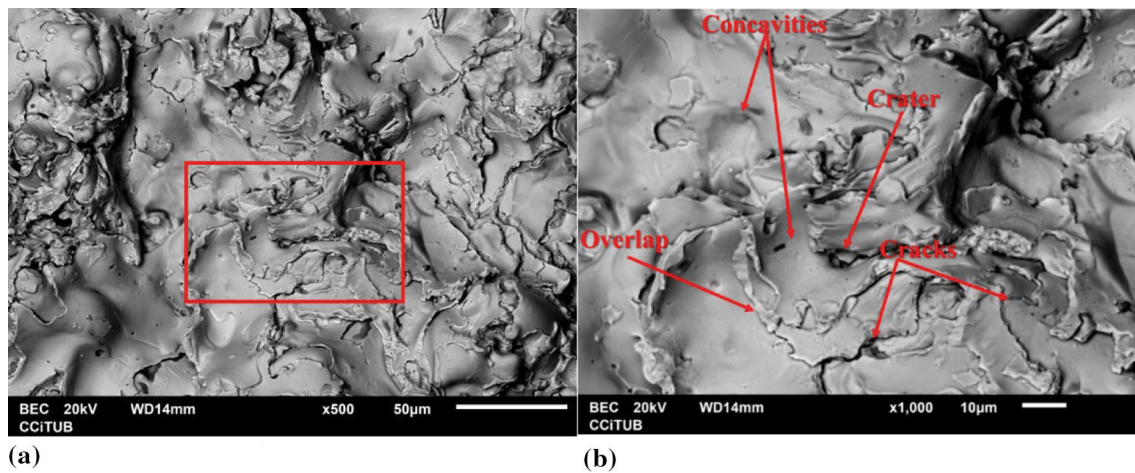 Concavities
Crater
Overlap
Cracks
BEC 20kV WD14mm x500 50µm
CCiTUB
BEC 20kV WD14mm x1,000 10µm
CCiTUB
(a)
(b)